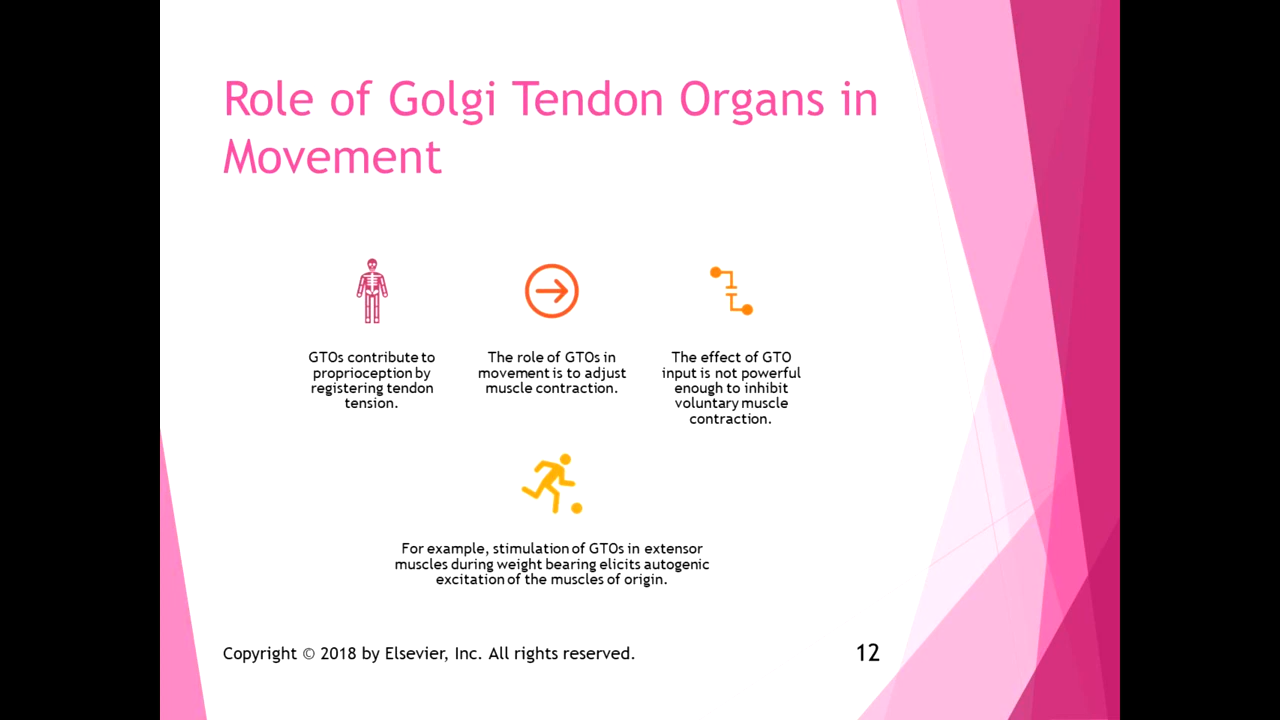 Role of Golgi Tendon Organs in
Movement
GTOs contribute to
proprioception by
registering tendon
tension.
The role of GTOs in
movement is to adjust
muscle contraction.
The effect of GTO
input is not powerful
enough to inhibit
voluntary muscle
contraction.
For example, stimulation of GTOs in extensor
muscles during weight bearing elicits autogenic
excitation of the muscles of origin.
Copyright © 2018 by Elsevier, Inc. All rights reserved.
12